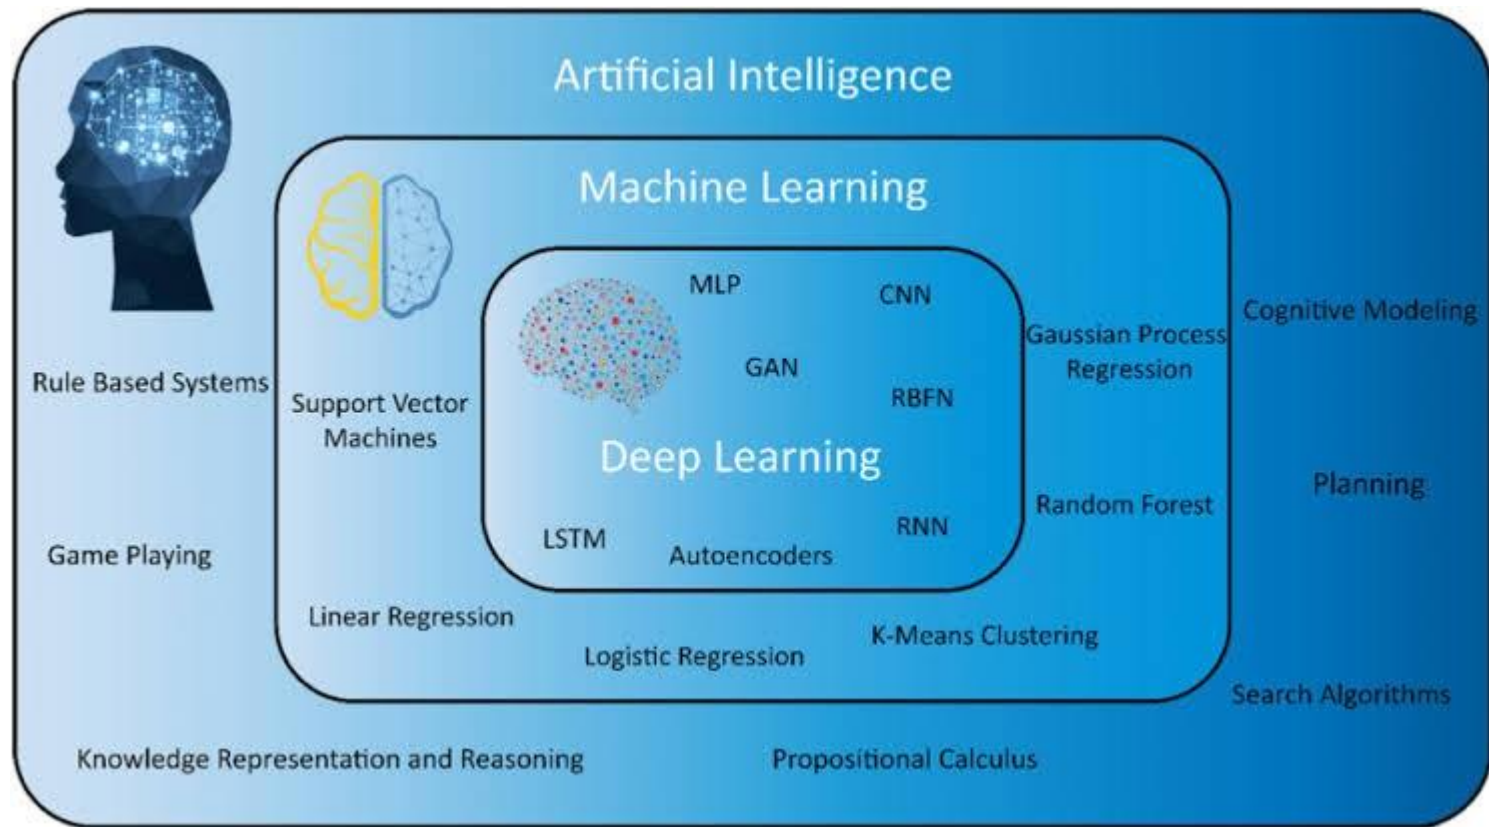 Artificial Intelligence
Machine Learning
MLP
CNN
Cognitive Modeling
Gaussian Process
Regression
GAN
Rule Based Systems
RBFN
Support Vector
Machines
Deep Learning
Planning
Random Forest
RNN
LSTM
Autoencoders
Game Playing
Linear Regression
K-Means Clustering
Logistic Regression
Search Algorithms
Knowledge Representation and Reasoning
Propositional Calculus